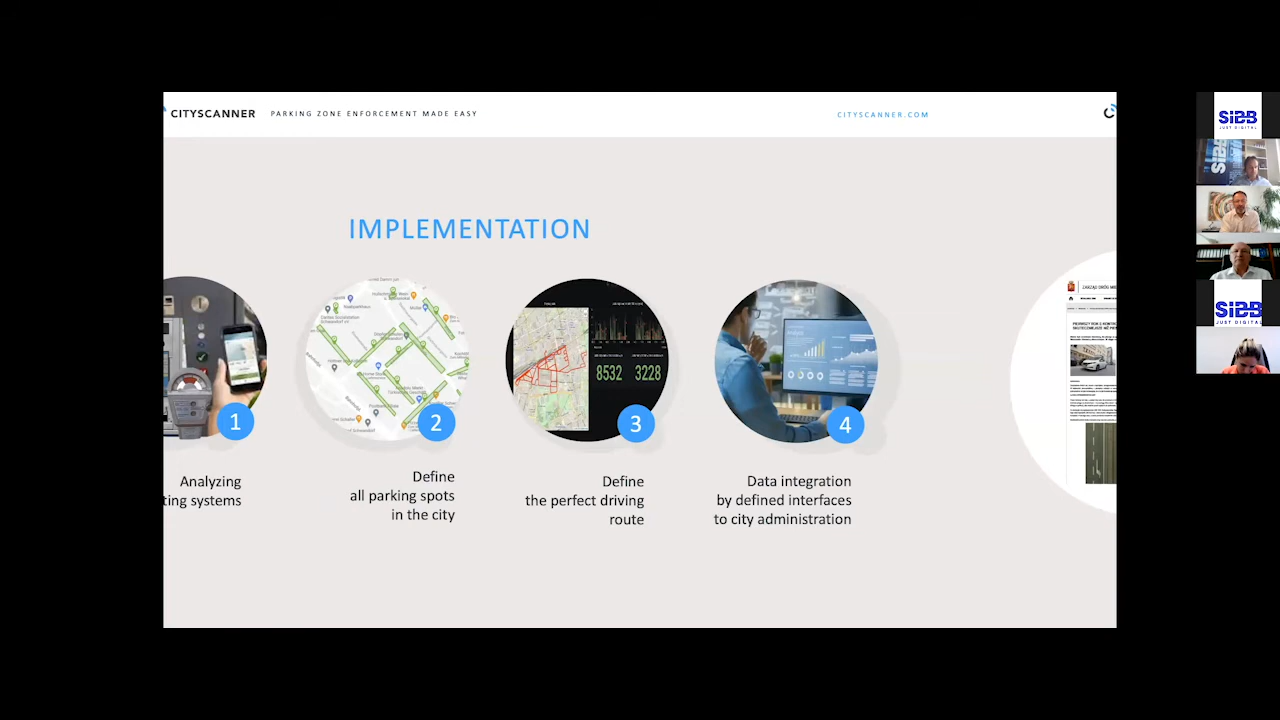 CITYSCANNER PARKING ZONE ENFORCEMENT MADE EASY
CITYSCANNER.COM
IMPLEMENTATION
1
2
3
4
8532 3228
Analyzing
ting systems
Define
all parking spots
in the city
Define
the perfect driving
route
Data integration
by defined interfaces
to city administration
SIBB
JUST DIGITAL
SIBB
SIBB
JUST DIGITAL